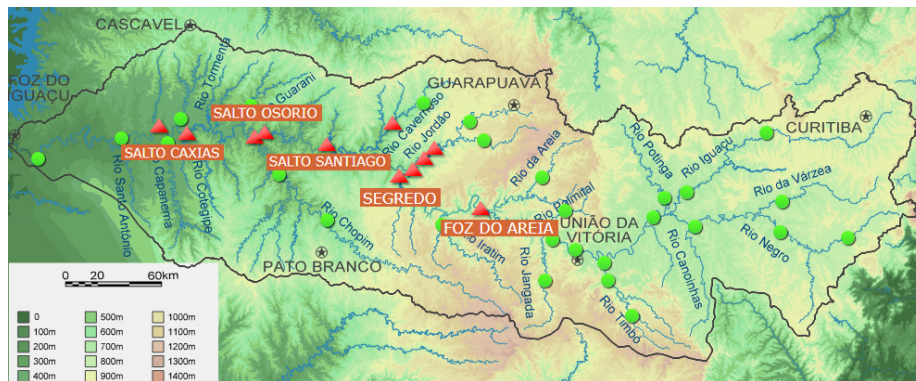 CASCAVEL
FOZ DO
IGUAÇU
Rio Tormenta
Guarani
SALTO OSORIO
GUARAPUAVA
CURITIBA
Rio Cavernoso
Rio Jordão
SALTO CAXIAS
SALTO SANTIAGO
SEGREDO
Rio da Areia
Rio Potinga
Rio Iguaçu
Rio da Várzea
Rio Santo Antônio
Capanema
Rio Cotegipe
Rio Chopim
FOZ DO AREIA
Rio Palmital
UNIÃO DA
VITÓRIA
Rio Negro
Rio Canoinhas
Iratim
Rio Jangada
Rio Timbó
PATO BRANCO
0 20 60km
0 500m 1000m
100m 600m 1100m
200m 700m 1200m
300m 800m 1300m
400m 900m 1400m